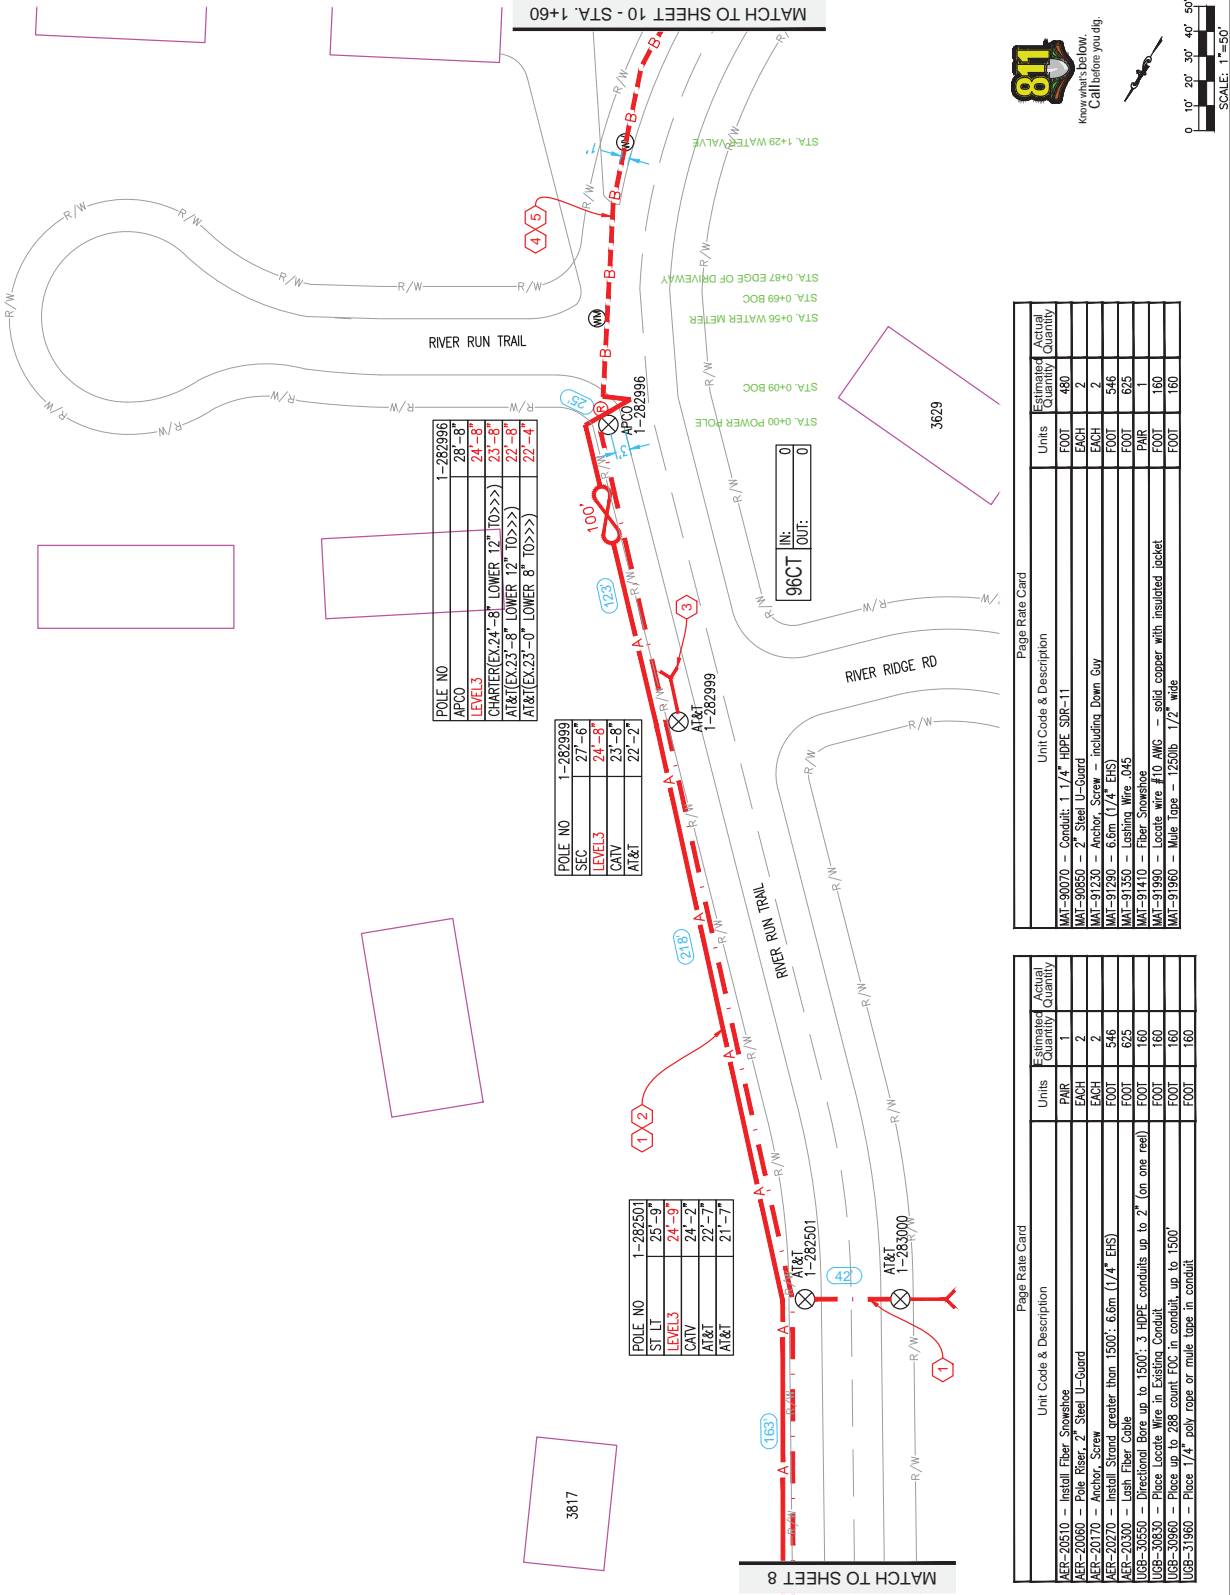 MATCH TO SHEET 10 - STA. 1+60
811
Know what's below.
Call before you dig.
0 10' 20' 30' 40' 50'
SCALE: 1"=50'
R/W
R/W
R/W
R/W
R/W
R/W
RIVER RUN TRAIL
R/W
R/W
R/W
R/W
4 5
1'
WM
WM
B
B
B
B
B
STA. 1+29 WATER VALVE
STA. 0+87 EDGE OF DRIVEWAY
STA. 0+69 BOC
STA. 0+56 WATER METER
STA. 0+09 BOC
STA. 0+00 POWER POLE
25'
R
APCO
1-282996
3'
100'
123'
POLE NO 1-282996
APCO 28'-8"
LEVEL3 24'-8"
CHARTER(EX.24'-8" LOWER 12" TO>>>) 23'-8"
AT&T(EX.23'-8" LOWER 12" TO>>>) 22'-8"
AT&T(EX.23'-0" LOWER 8" TO>>>) 22'-4"
3629
96CT IN: 0
OUT: 0
3
AT&T
1-282999
POLE NO 1-282999
SEC 27'-6"
LEVEL3 24'-8"
CATV 23'-8"
AT&T 22'-2"
RIVER RIDGE RD
RIVER RUN TRAIL
218'
1 2
A
A
A
A
A
A
A
POLE NO 1-282501
ST LT 25'-9"
LEVEL3 24'-9"
CATV 24'-2"
AT&T 22'-7"
AT&T 21'-7"
AT&T
1-282501
42'
AT&T
1-283000
1
163'
3817
MATCH TO SHEET 8
Page Rate Card
Unit Code & Description Units Estimated Quantity Actual Quantity
AER-20510 - Install Fiber Snowshoe PAIR 1
AER-20060 - Pole Riser, 2" Steel U-Guard EACH 2
AER-20170 - Anchor, Screw EACH 2
AER-20270 - Install Strand greater than 1500': 6.6m (1/4" EHS) FOOT 546
AER-20300 - Lash Fiber Cable FOOT 625
UGB-30550 - Directional Bore up to 1500': 3 HDPE conduits up to 2" (on one reel) FOOT 160
UGB-30830 - Place Locate Wire in Existing Conduit FOOT 160
UGB-30960 - Place up to 288 count FOC in conduit, up to 1500' FOOT 160
UGB-31960 - Place 1/4" poly rope or mule tape in conduit FOOT 160
Page Rate Card
Unit Code & Description Units Estimated Quantity Actual Quantity
MAT-90070 - Conduit: 1 1/4" HDPE SDR-11 FOOT 480
MAT-90850 - 2" Steel U-Guard EACH 2
MAT-91230 - Anchor, Screw - including Down Guy EACH 2
MAT-91290 - 6.6m (1/4" EHS) FOOT 546
MAT-91350 - Lashing Wire .045 FOOT 625
MAT-91410 - Fiber Snowshoe PAIR 1
MAT-91990 - Locate wire #10 AWG - solid copper with insulated jacket FOOT 160
MAT-91960 - Mule Tape - 1250lb 1/2" wide FOOT 160